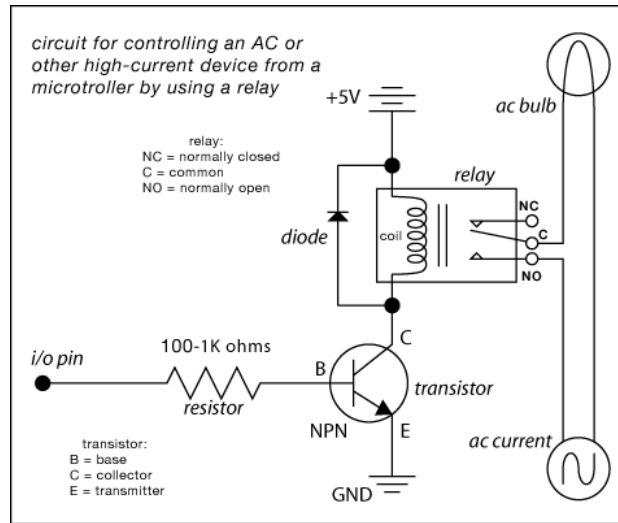 circuit for controlling an AC or
other high-current device from a
microtroller by using a relay
+5V
ac bulb
relay:
NC = normally closed
C = common
NO = normally open
relay
NC
C
NO
coil
diode
i/o pin
100-1K ohms
resistor
B
C
transistor
NPN
E
transistor:
B = base
C = collector
E = transmitter
GND
ac current